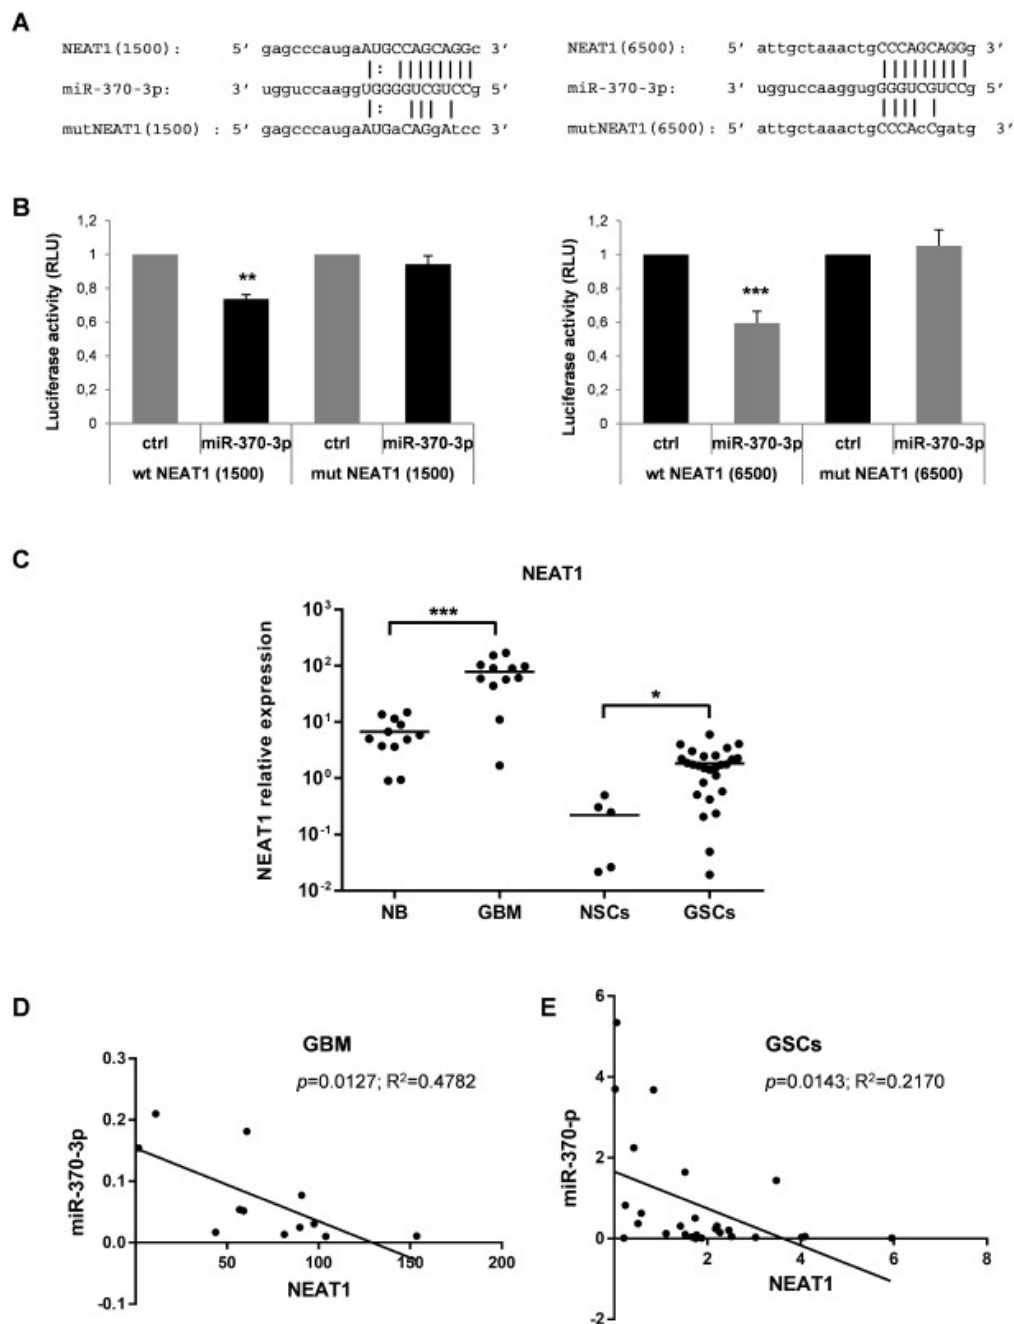 A
NEAT1(1500): 5′ gagcccaugaAUGCCAGCAGGc 3′
miR-370-3p: 3′ ugguccaaggUGGGGUCGUCCg 5′
mutNEAT1(1500) : 5′ gagcccaugaAUGaCAGgAtcc 3′
NEAT1(6500): 5′ attgctaaactgCCCAGCAGGg 3′
miR-370-3p: 3′ ugguccaaggugGGGUCGUCCg 5′
mutNEAT1(6500): 5′ attgctaaactgCCCAcCgatg 3′
B
Luciferase activity (RLU)
1,2
1
0,8
0,6
0,4
0,2
0
**
ctrl miR-370-3p ctrl miR-370-3p
wt NEAT1 (1500) mut NEAT1 (1500)
Luciferase activity (RLU)
1,2
1
0,8
0,6
0,4
0,2
0
***
ctrl miR-370-3p ctrl miR-370-3p
wt NEAT1 (6500) mut NEAT1 (6500)
C
NEAT1
NEAT1 relative expression
10³
10²
10¹
10⁰
10⁻¹
10⁻²
***
*
NB GBM NSCs GSCs
D
GBM
p=0.0127; R²=0.4782
miR-370-3p
0.3
0.2
0.1
0.0
-0.1
50 100 150 200
NEAT1
E
GSCs
p=0.0143; R²=0.2170
miR-370-p
6
4
2
0
-2
2 4 6 8
NEAT1